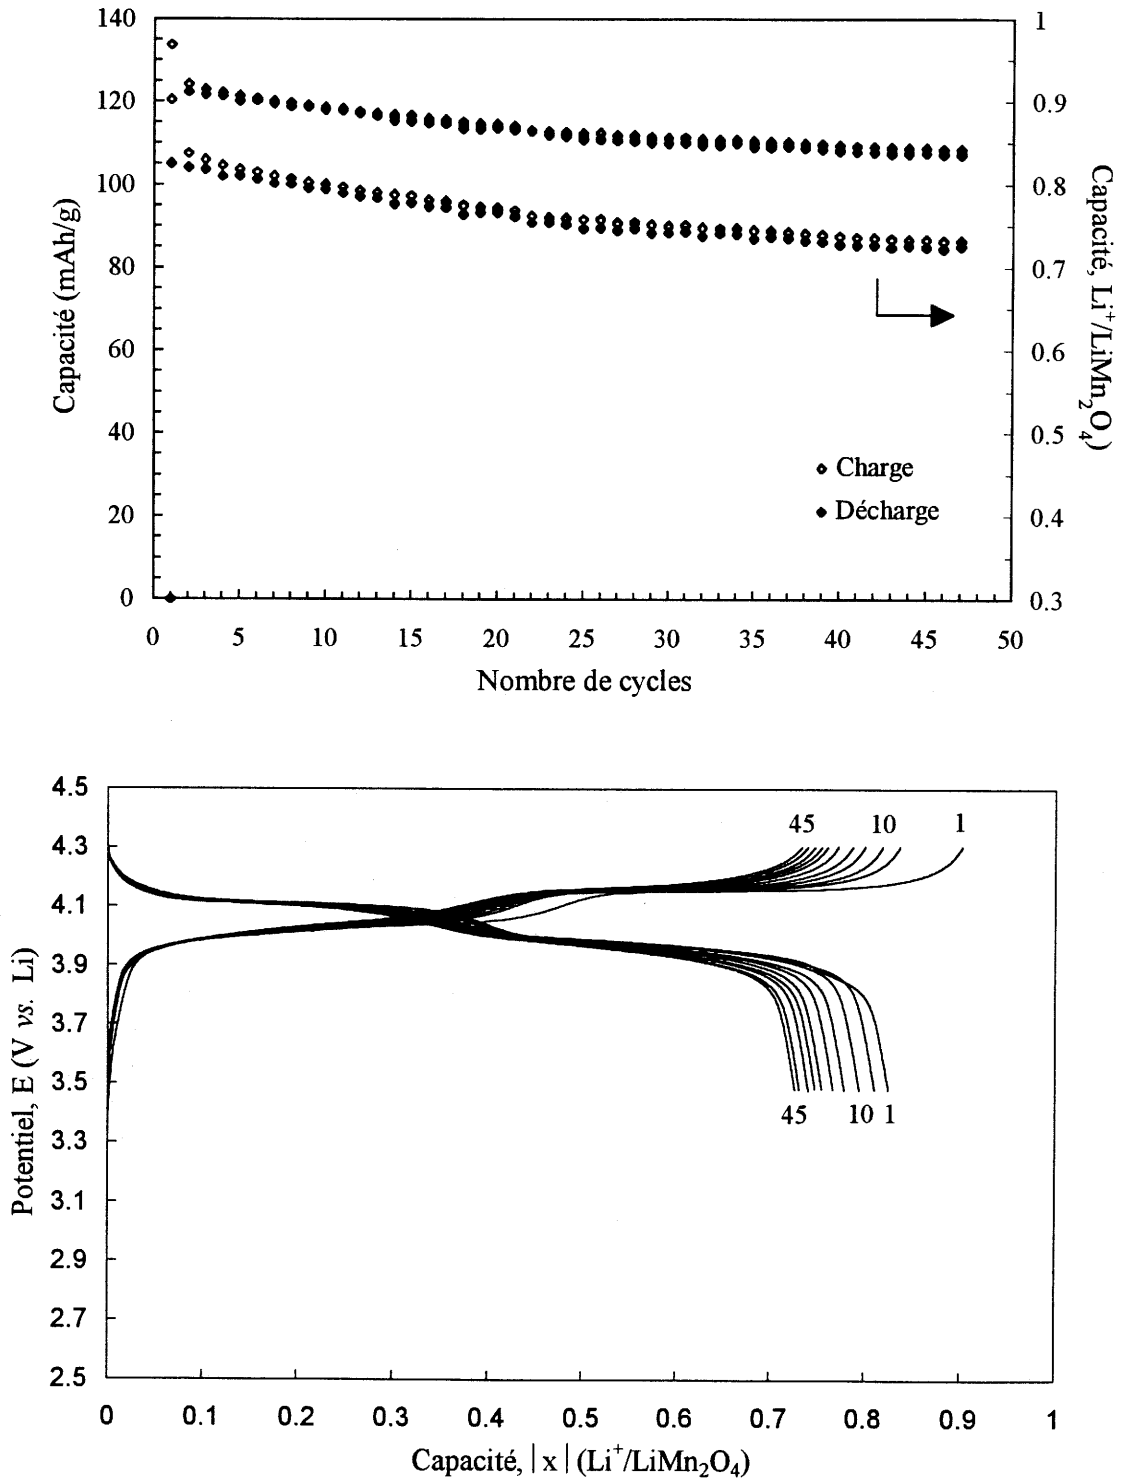 140
120
100
80
60
40
20
0
Capacité (mAh/g)
1
0.9
0.8
0.7
0.6
0.5
0.4
0.3
Capacité, Li⁺/LiMn₂O₄)
Charge
Décharge
0 5 10 15 20 25 30 35 40 45 50
Nombre de cycles
4.5
4.3
4.1
3.9
3.7
3.5
3.3
3.1
2.9
2.7
2.5
Potentiel, E (V vs. Li)
45 10 1
45 10 1
0 0.1 0.2 0.3 0.4 0.5 0.6 0.7 0.8 0.9 1
Capacité, |x| (Li⁺/LiMn₂O₄)